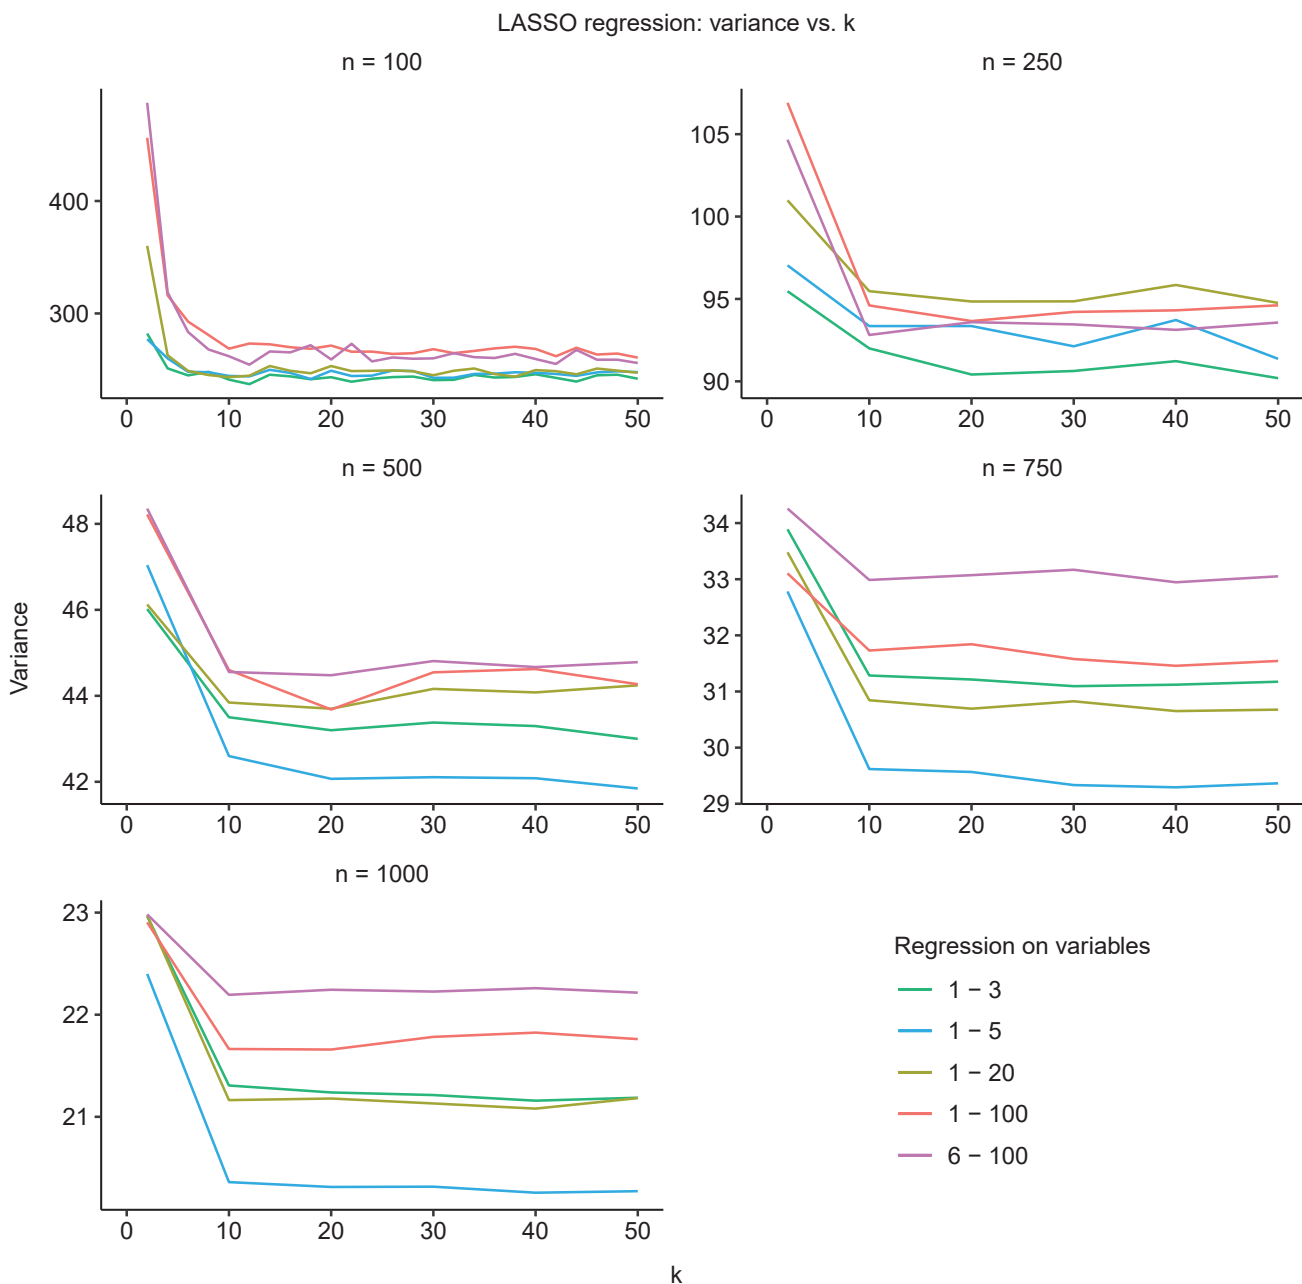 LASSO regression: variance vs. k
n = 100
n = 250
400
300
0 10 20 30 40 50
105
100
95
90
0 10 20 30 40 50
n = 500
n = 750
48
46
44
42
0 10 20 30 40 50
34
33
32
31
30
29
0 10 20 30 40 50
Variance
n = 1000
23
22
21
0 10 20 30 40 50
Regression on variables
1 − 3
1 − 5
1 − 20
1 − 100
6 − 100
k